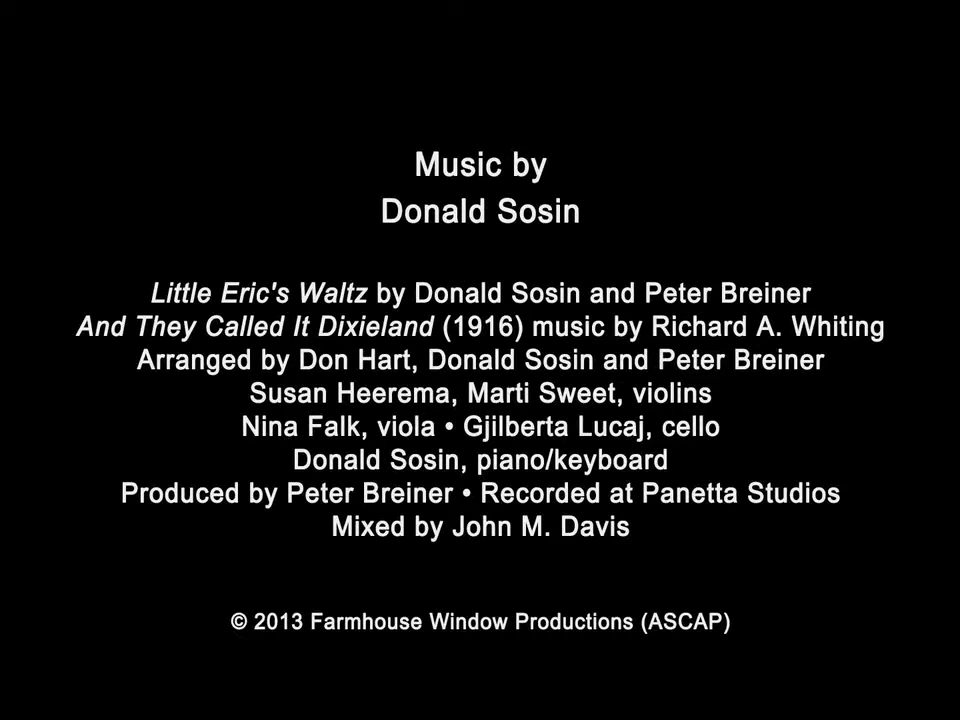 Music by
Donald Sosin
Little Eric's Waltz by Donald Sosin and Peter Breiner
And They Called It Dixieland (1916) music by Richard A. Whiting
Arranged by Don Hart, Donald Sosin and Peter Breiner
Susan Heerema, Marti Sweet, violins
Nina Falk, viola • Gjilberta Lucaj, cello
Donald Sosin, piano/keyboard
Produced by Peter Breiner • Recorded at Panetta Studios
Mixed by John M. Davis
© 2013 Farmhouse Window Productions (ASCAP)